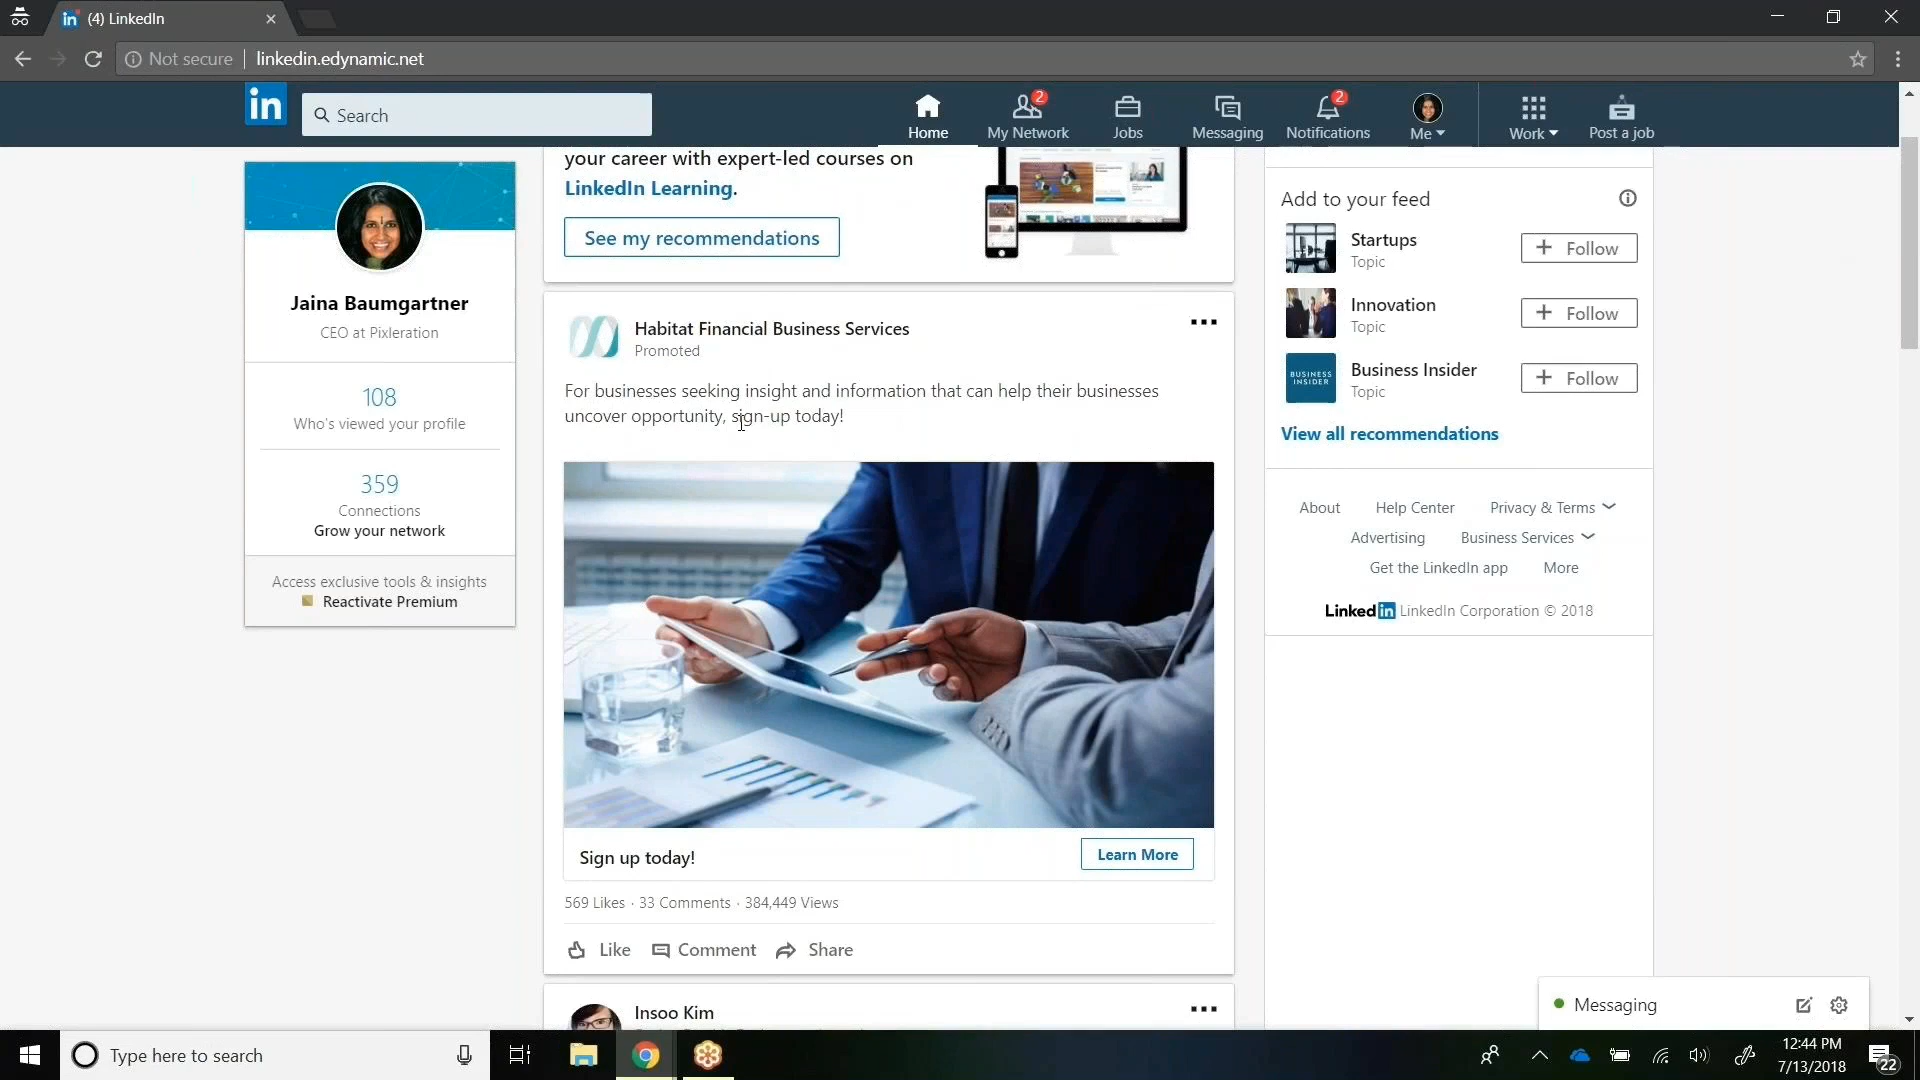 (4) LinkedIn
Not secure
linkedin.edynamic.net
in
Search
Home
2
My Network
Jobs
Messaging
2
Notifications
Me
Work
Post a job
Jaina Baumgartner
CEO at Pixleration
108
Who's viewed your profile
359
Connections
Grow your network
Access exclusive tools & insights
Reactivate Premium
your career with expert-led courses on
LinkedIn Learning.
See my recommendations
Habitat Financial Business Services
Promoted
For businesses seeking insight and information that can help their businesses
uncover opportunity, sign-up today!
Sign up today!
Learn More
569 Likes · 33 Comments · 384,449 Views
Like
Comment
Share
Insoo Kim
Add to your feed
Startups
Topic
+ Follow
Innovation
Topic
+ Follow
BUSINESS
INSIDER
Business Insider
Topic
+ Follow
View all recommendations
About Help Center Privacy & Terms
Advertising Business Services
Get the LinkedIn app More
Linked in LinkedIn Corporation © 2018
Messaging
Type here to search
12:44 PM
7/13/2018
22